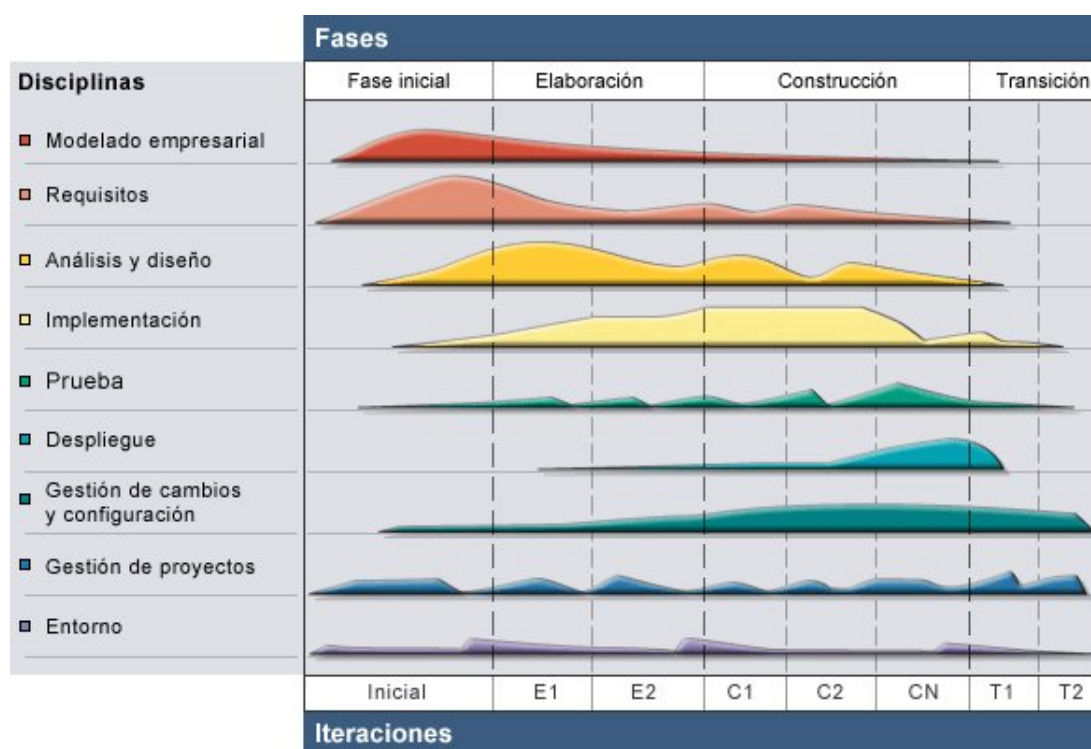 Fases
Disciplinas
Fase inicial
Elaboración
Construcción
Transición
Modelado empresarial
Requisitos
Análisis y diseño
Implementación
Prueba
Despliegue
Gestión de cambios
y configuración
Gestión de proyectos
Entorno
Inicial
E1
E2
C1
C2
CN
T1
T2
Iteraciones